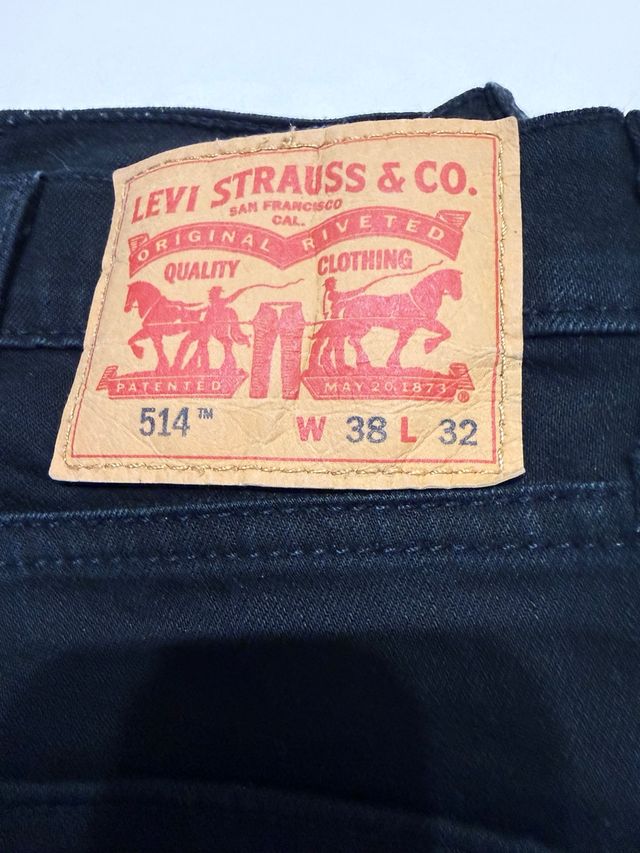 LEVI STRAUSS & CO.
SAN FRANCISCO
CAL.
ORIGINAL RIVETED
QUALITY CLOTHING
PATENTED MAY 20, 1873 ®
514™ W 38 L 32